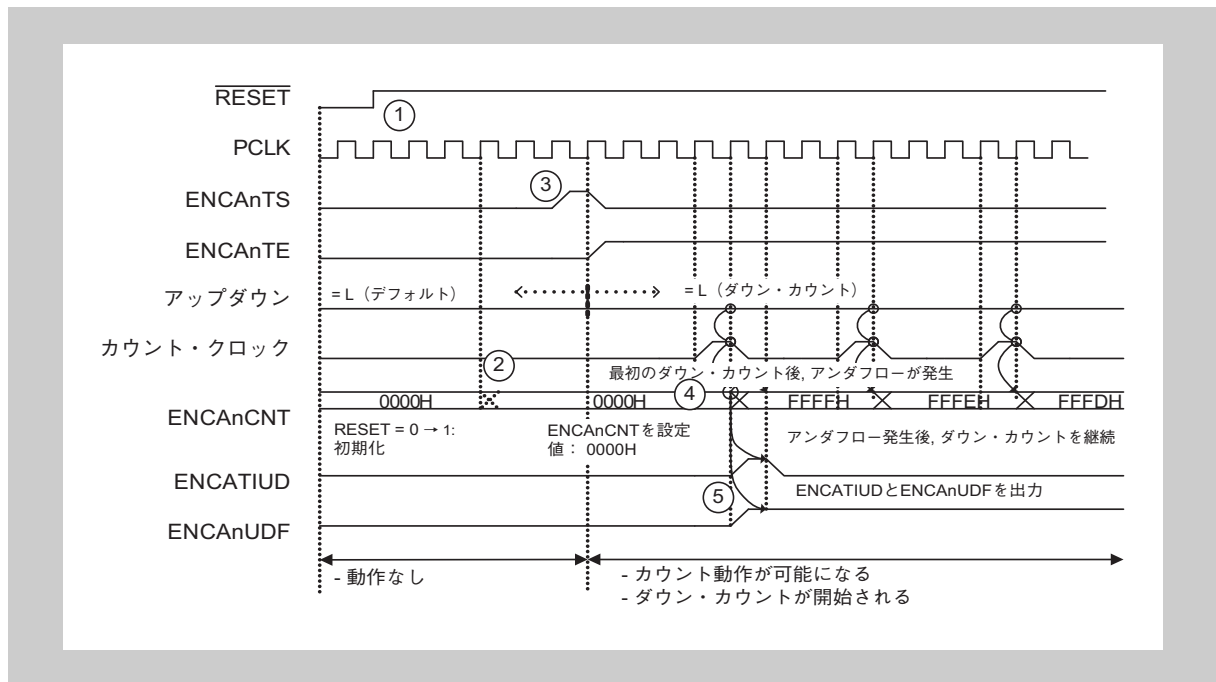 RESET
①
PCLK
ENCAnTS
③
ENCAnTE
アップダウン
= L（デフォルト）
= L（ダウン・カウント）
カウント・クロック
②
最初のダウン・カウント後, アンダフローが発生
④
ENCAnCNT
0000H
0000H
FFFFH
FFFEH
FFFDH
RESET = 0 → 1:
初期化
ENCAnCNTを設定
値： 0000H
アンダフロー発生後, ダウン・カウントを継続
ENCATIUD
⑤
ENCATIUDとENCAnUDFを出力
ENCAnUDF
- 動作なし
- カウント動作が可能になる
- ダウン・カウントが開始される